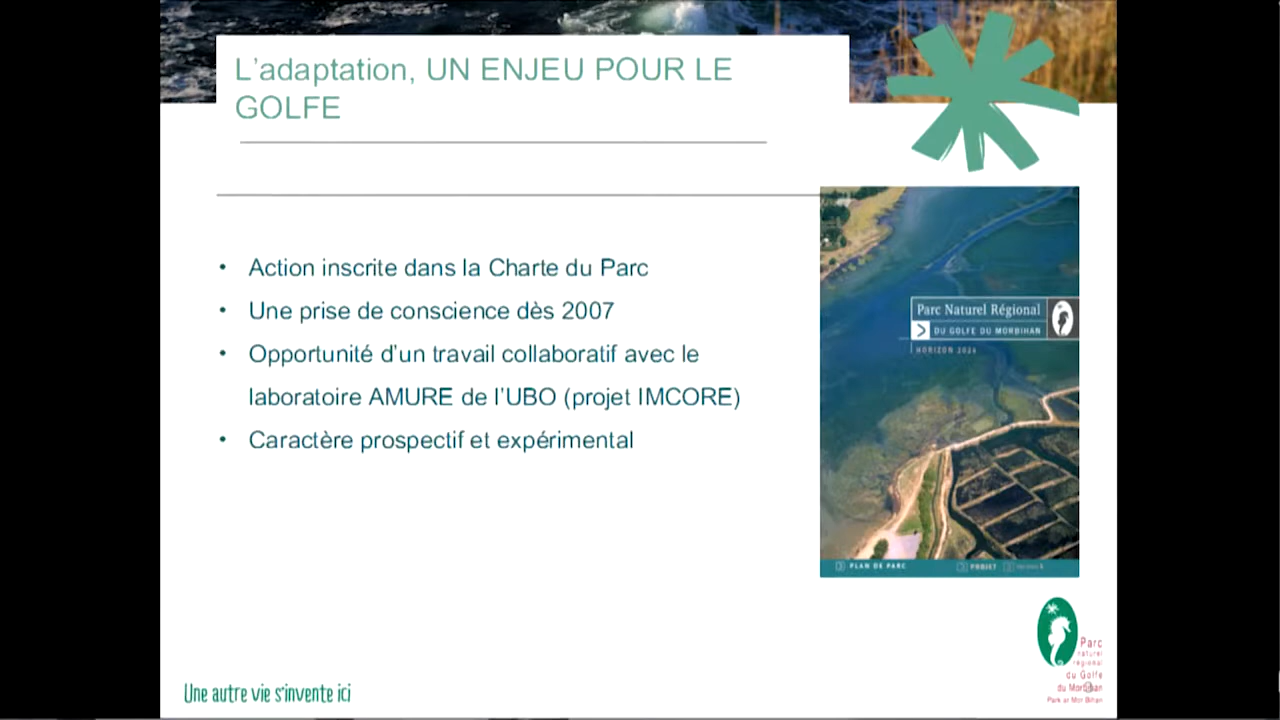 L'adaptation, UN ENJEU POUR LE
GOLFE
• Action inscrite dans la Charte du Parc
• Une prise de conscience dès 2007
• Opportunité d'un travail collaboratif avec le
laboratoire AMURE de l'UBO (projet IMCORE)
• Caractère prospectif et expérimental
Parc Naturel Régional
DU GOLFE DU MORBIHAN
HORIZON
PLAN DE PARC
PROJET
Parc
naturel
régional
du Golfe
du Morbihan
Park ar Mor Bihan
Une autre vie s'invente ici